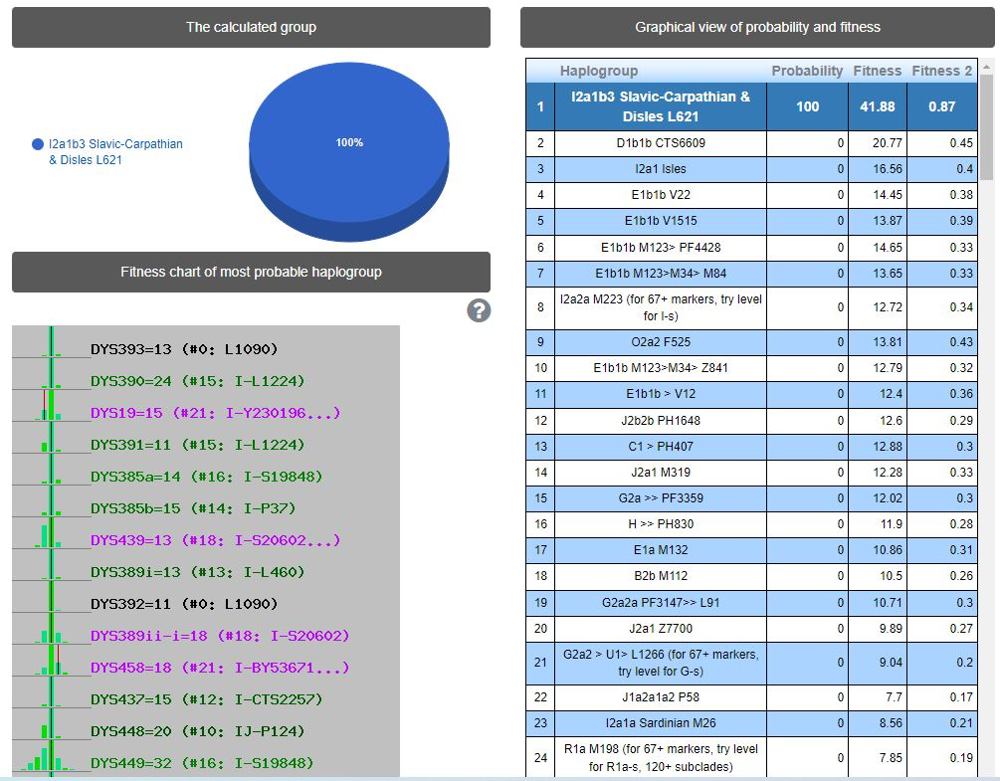 The calculated group
I2a1b3 Slavic-Carpathian
& Disles L621
100%
Fitness chart of most probable haplogroup
?
DYS393=13 (#0: L1090)
DYS390=24 (#15: I-L1224)
DYS19=15 (#21: I-Y230196...)
DYS391=11 (#15: I-L1224)
DYS385a=14 (#16: I-S19848)
DYS385b=15 (#14: I-P37)
DYS439=13 (#18: I-S20602...)
DYS389i=13 (#13: I-L460)
DYS392=11 (#0: L1090)
DYS389ii-i=18 (#18: I-S20602)
DYS458=18 (#21: I-BY53671...)
DYS437=15 (#12: I-CTS2257)
DYS448=20 (#10: IJ-P124)
DYS449=32 (#16: I-S19848)
Graphical view of probability and fitness
Haplogroup Probability Fitness Fitness 2
1 I2a1b3 Slavic-Carpathian &
Disles L621 100 41.88 0.87
2 D1b1b CTS6609 0 20.77 0.45
3 I2a1 Isles 0 16.56 0.4
4 E1b1b V22 0 14.45 0.38
5 E1b1b V1515 0 13.87 0.39
6 E1b1b M123> PF4428 0 14.65 0.33
7 E1b1b M123>M34> M84 0 13.65 0.33
8 I2a2a M223 (for 67+ markers, try level
for I-s) 0 12.72 0.34
9 O2a2 F525 0 13.81 0.43
10 E1b1b M123>M34> Z841 0 12.79 0.32
11 E1b1b > V12 0 12.4 0.36
12 J2b2b PH1648 0 12.6 0.29
13 C1 > PH407 0 12.88 0.3
14 J2a1 M319 0 12.28 0.33
15 G2a >> PF3359 0 12.02 0.3
16 H >> PH830 0 11.9 0.28
17 E1a M132 0 10.86 0.31
18 B2b M112 0 10.5 0.26
19 G2a2a PF3147>> L91 0 10.71 0.3
20 J2a1 Z7700 0 9.89 0.27
21 G2a2 > U1> L1266 (for 67+ markers,
try level for G-s) 0 9.04 0.2
22 J1a2a1a2 P58 0 7.7 0.17
23 I2a1a Sardinian M26 0 8.56 0.21
24 R1a M198 (for 67+ markers, try level
for R1a-s, 120+ subclades) 0 7.85 0.19